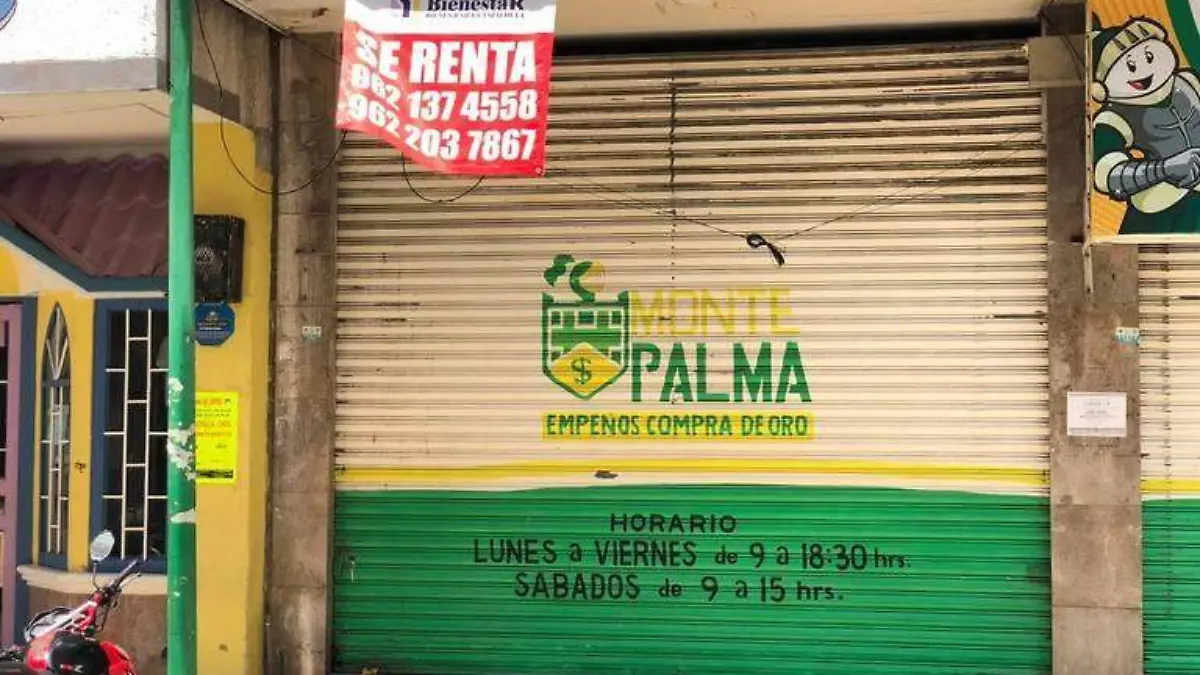 BienestaR
SE RENTA
962 137 4558
962 203 7867
MONTE
PALMA
$
EMPEÑOS COMPRA DE ORO
HORARIO
LUNES a VIERNES de 9 a 18:30 hrs.
SABADOS de 9 a 15 hrs.